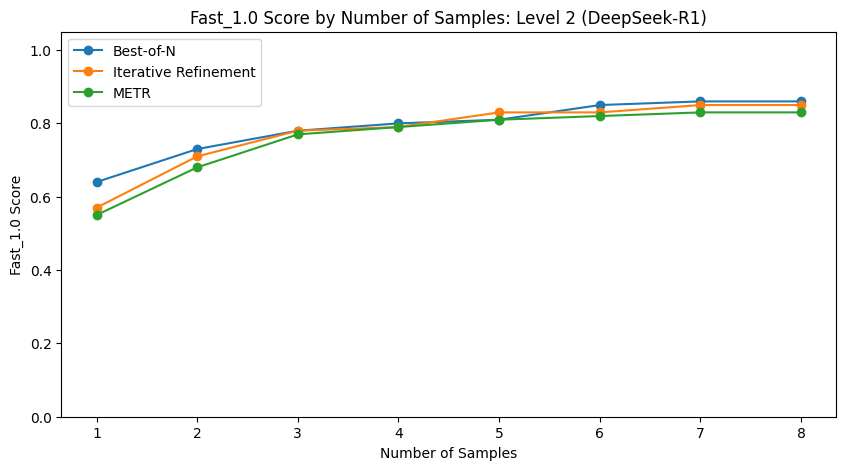 Fast_1.0 Score by Number of Samples: Level 2 (DeepSeek-R1)
Best-of-N
Iterative Refinement
METR
Fast_1.0 Score
1.0
0.8
0.6
0.4
0.2
0.0
1 2 3 4 5 6 7 8
Number of Samples